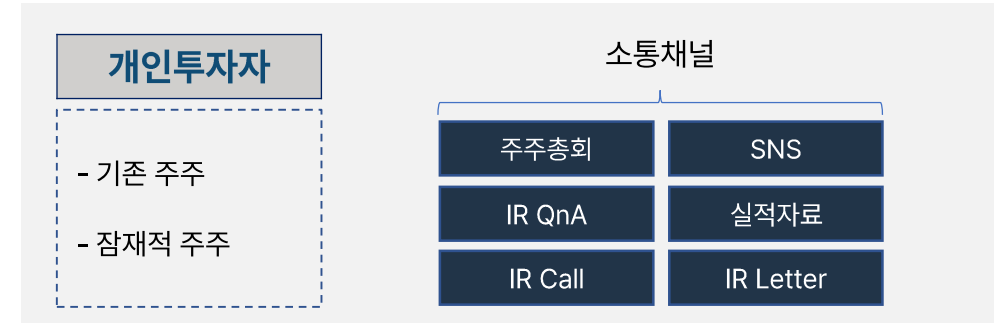 개인투자자
- 기존 주주
- 잠재적 주주
소통채널
주주총회
SNS
IR QnA
실적자료
IR Call
IR Letter